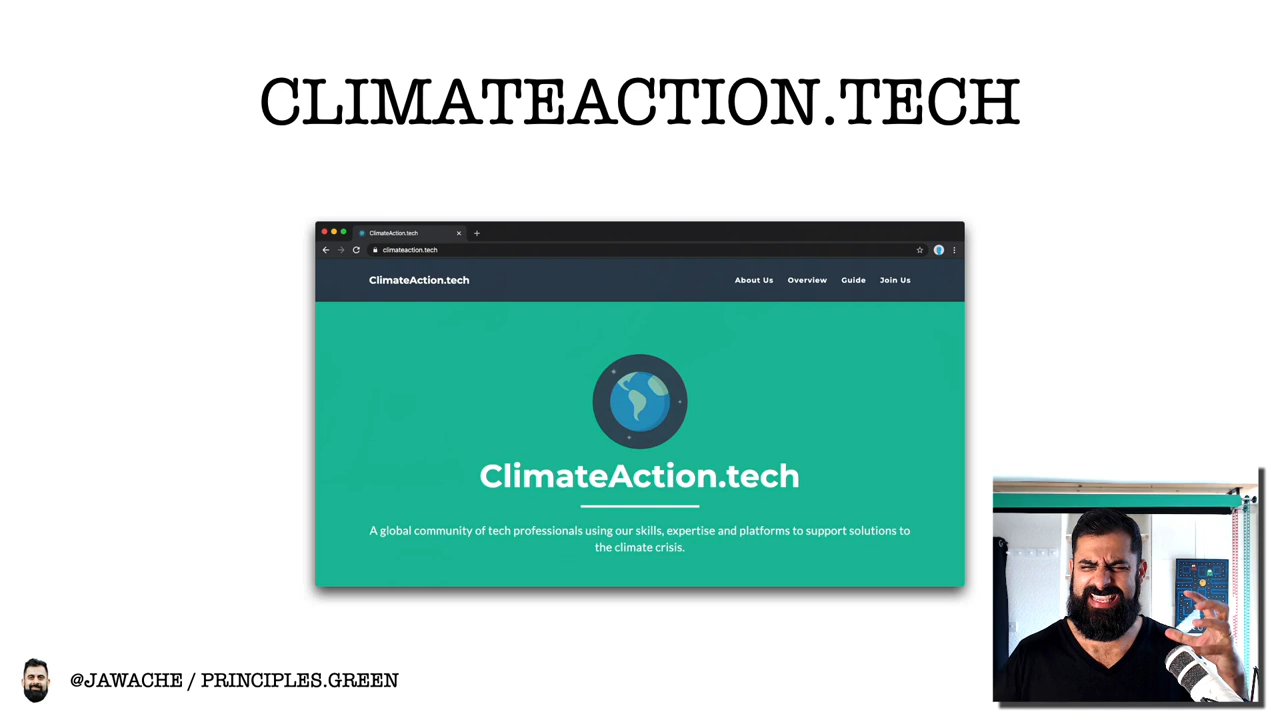 CLIMATEACTION.TECH
ClimateAction.tech
climateaction.tech
ClimateAction.tech
About Us Overview Guide Join Us
ClimateAction.tech
A global community of tech professionals using our skills, expertise and platforms to support solutions to
the climate crisis.
@JAWACHE / PRINCIPLES.GREEN